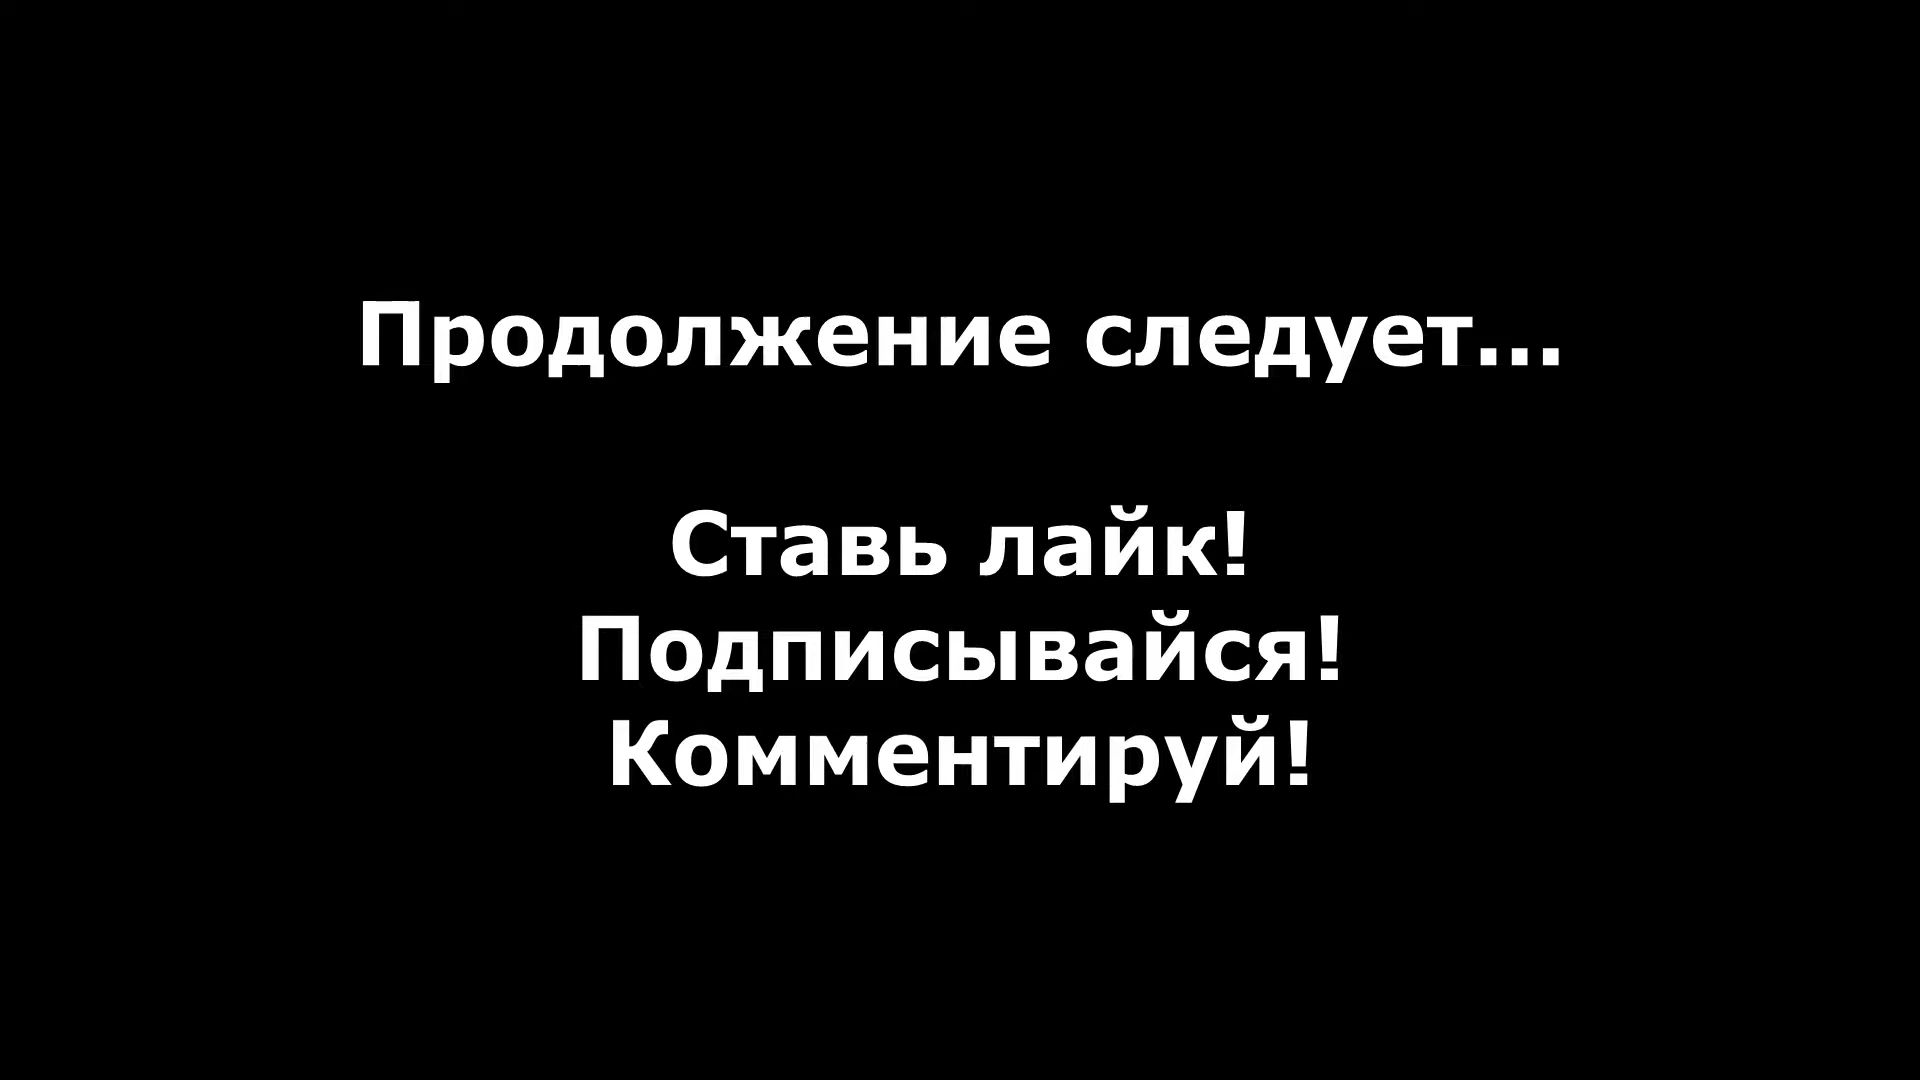 Продолжение следует...
Ставь лайк!
Подписывайся!
Комментируй!